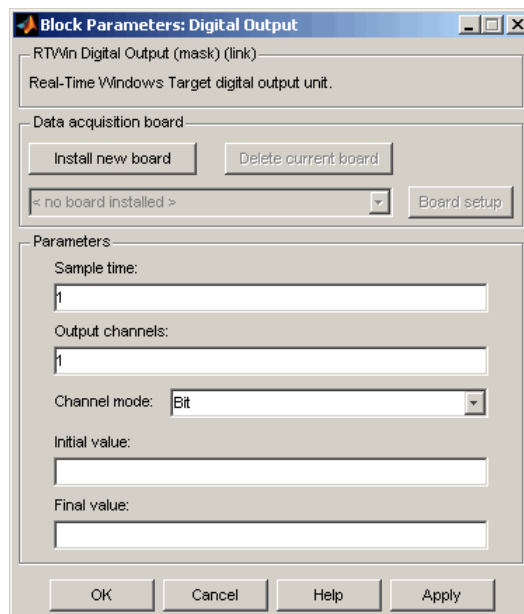 Block Parameters: Digital Output
RTWin Digital Output (mask) (link)
Real-Time Windows Target digital output unit.
Data acquisition board
Install new board
Delete current board
< no board installed >
Board setup
Parameters
Sample time:
1
Output channels:
1
Channel mode:
Bit
Initial value:
Final value:
OK
Cancel
Help
Apply